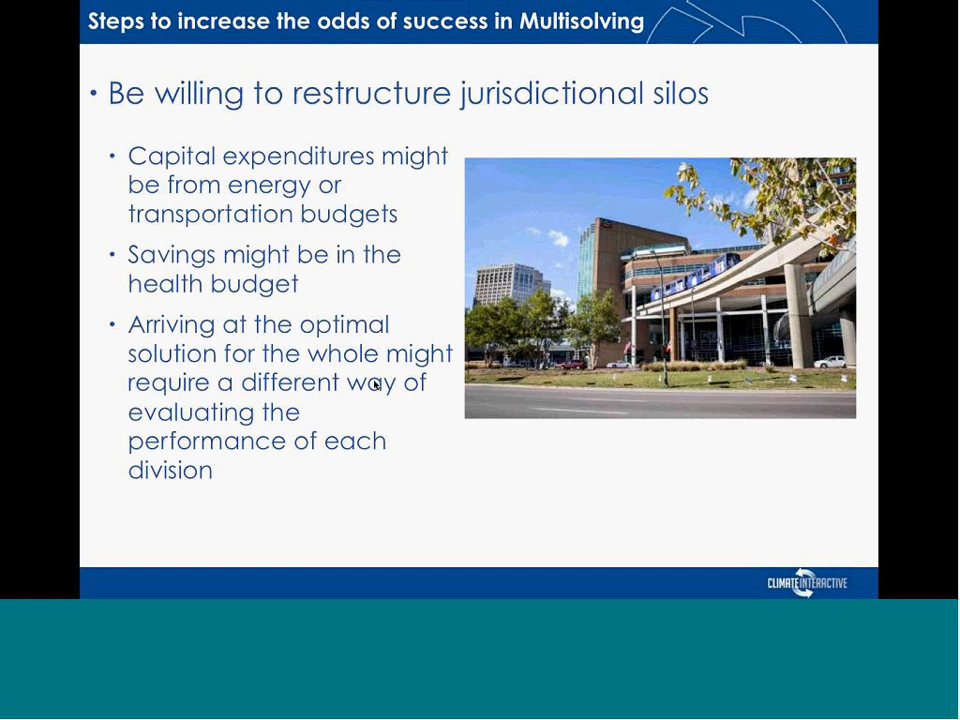 Steps to increase the odds of success in Multisolving
• Be willing to restructure jurisdictional silos
• Capital expenditures might
be from energy or
transportation budgets
• Savings might be in the
health budget
• Arriving at the optimal
solution for the whole might
require a different way of
evaluating the
performance of each
division
CLIMATE INTERACTIVE